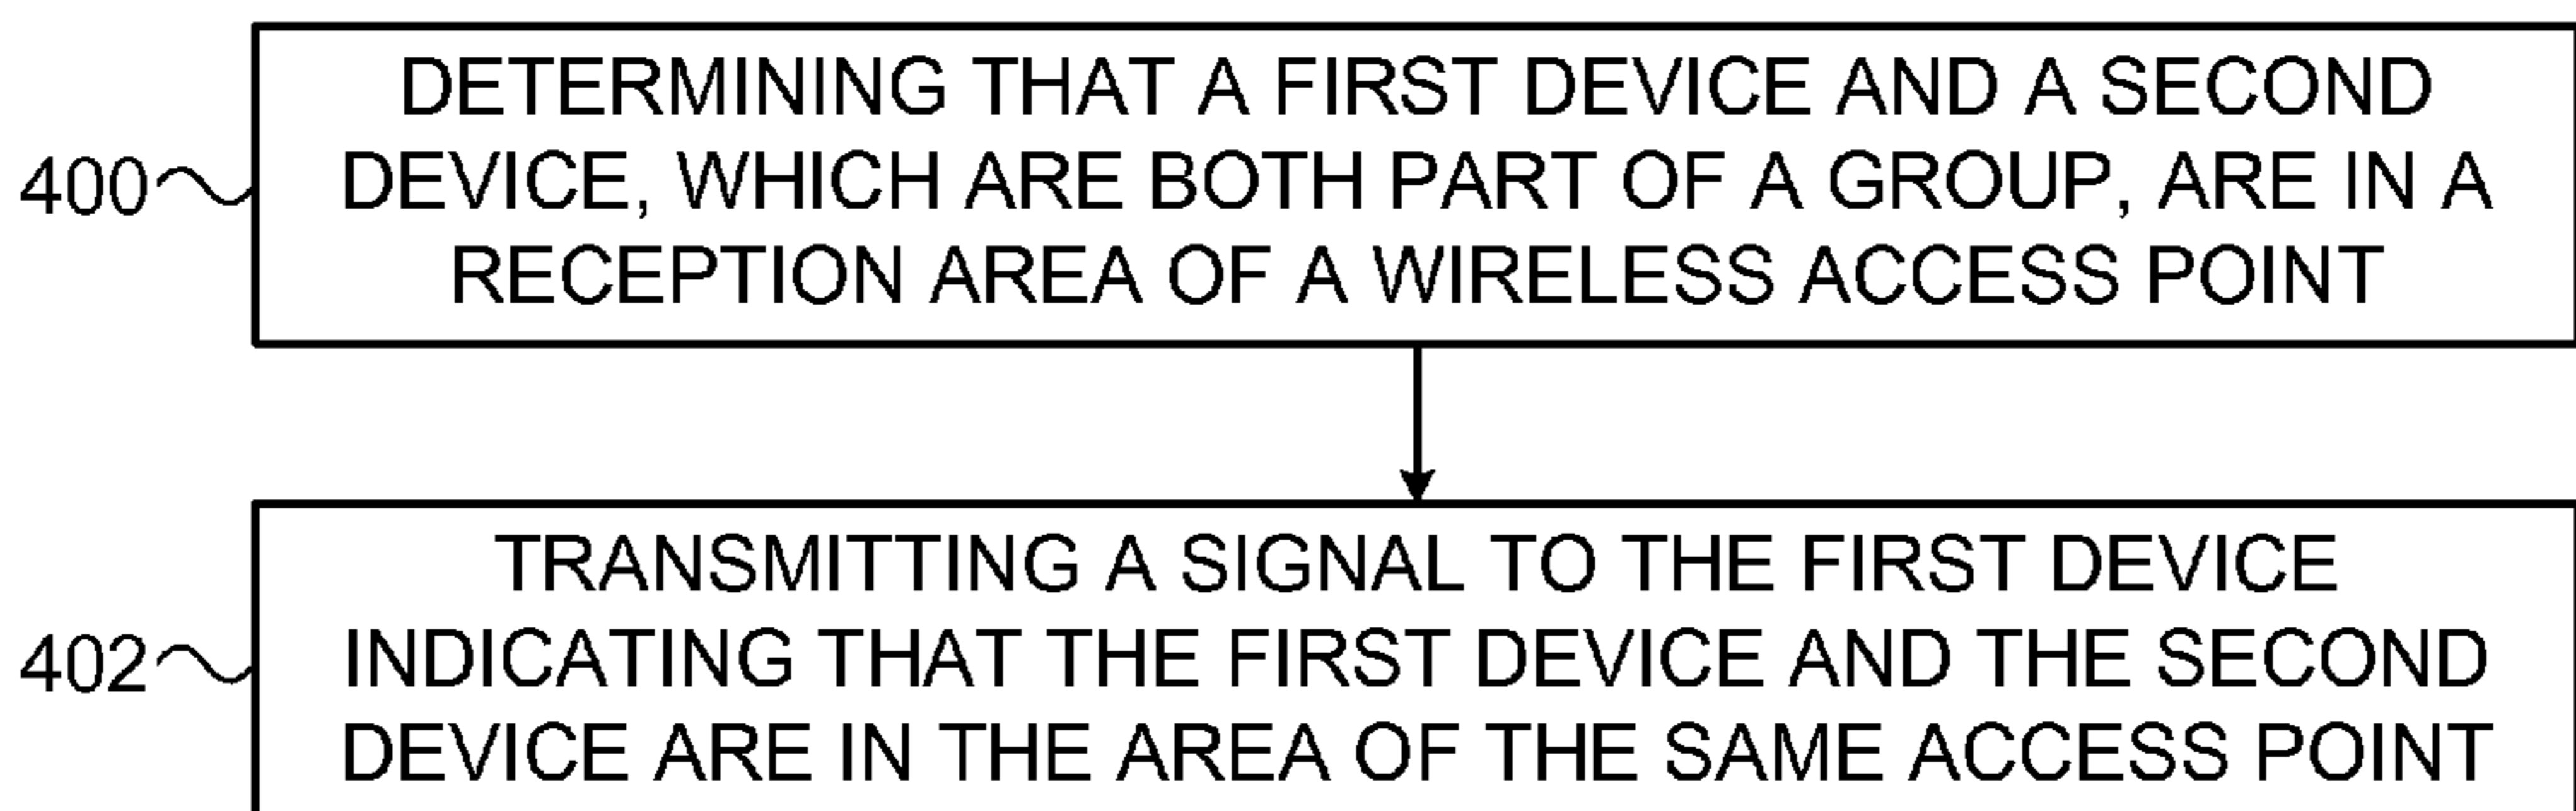 DETERMINING THAT A FIRST DEVICE AND A SECOND
400
DEVICE, WHICH ARE BOTH PART OF A GROUP, ARE IN A
RECEPTION AREA OF A WIRELESS ACCESS POINT
TRANSMITTING A SIGNAL TO THE FIRST DEVICE
402
INDICATING THAT THE FIRST DEVICE AND THE SECOND
DEVICE ARE IN THE AREA OF THE SAME ACCESS POINT